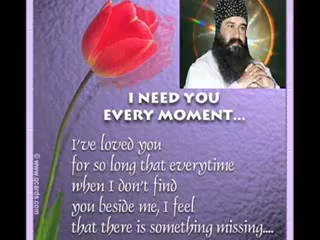 I NEED YOU
EVERY MOMENT...
I've loved you
for so long that everytime
when I don't find
you beside me, I feel
that there is something missing....
© www.qcards.com